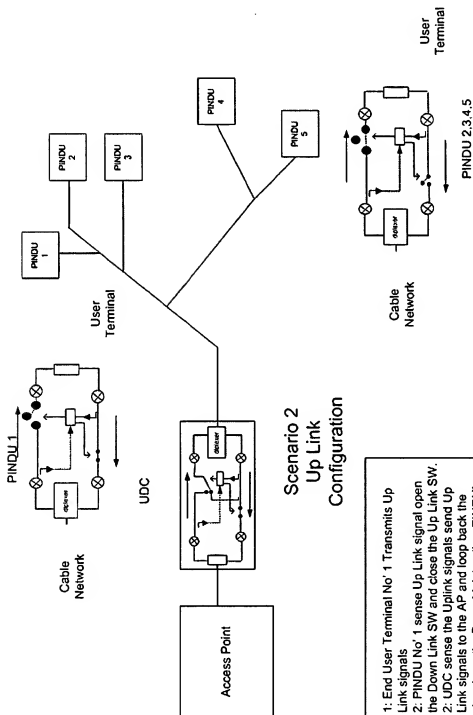 PINDU 1
Cable
Network
diplexer
UDC
User
Terminal
PINDU
1
PINDU
2
PINDU
3
PINDU
4
PINDU
5
Access Point
diplexer
Scenario 2
Up Link
Configuration
Cable
Network
diplexer
User
Terminal
PINDU 2,3,4,5
1: End User Terminal No' 1 Transmits Up
Link signals
2: PINDU No' 1 sense Up Link signal open
the Down Link SW and close the Up Link SW.
2: UDC sense the Uplink signals send Up
Link signals to the AP and loop back the